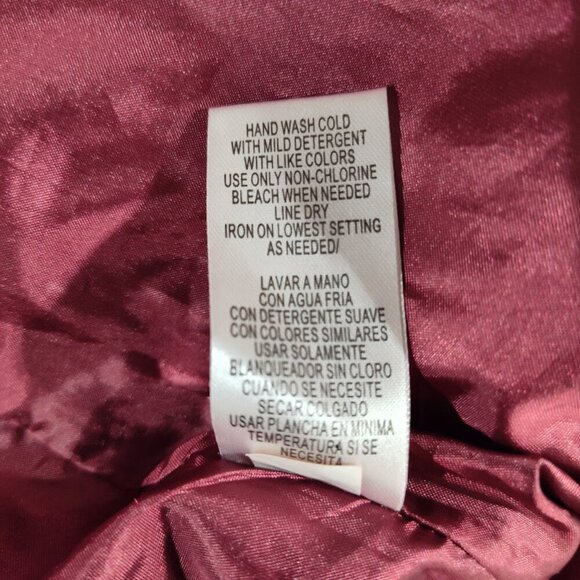 HAND WASH COLD
WITH MILD DETERGENT
WITH LIKE COLORS
USE ONLY NON-CHLORINE
BLEACH WHEN NEEDED
LINE DRY
IRON ON LOWEST SETTING
AS NEEDED/
LAVAR A MANO
CON AGUA FRIA
CON DETERGENTE SUAVE
CON COLORES SIMILARES
USAR SOLAMENTE
BLANQUEADOR SIN CLORO
CUANDO SE NECESITE
SECAR COLGADO
USAR PLANCHA EN MINIMA
TEMPERATURA SI SE
NECESITA